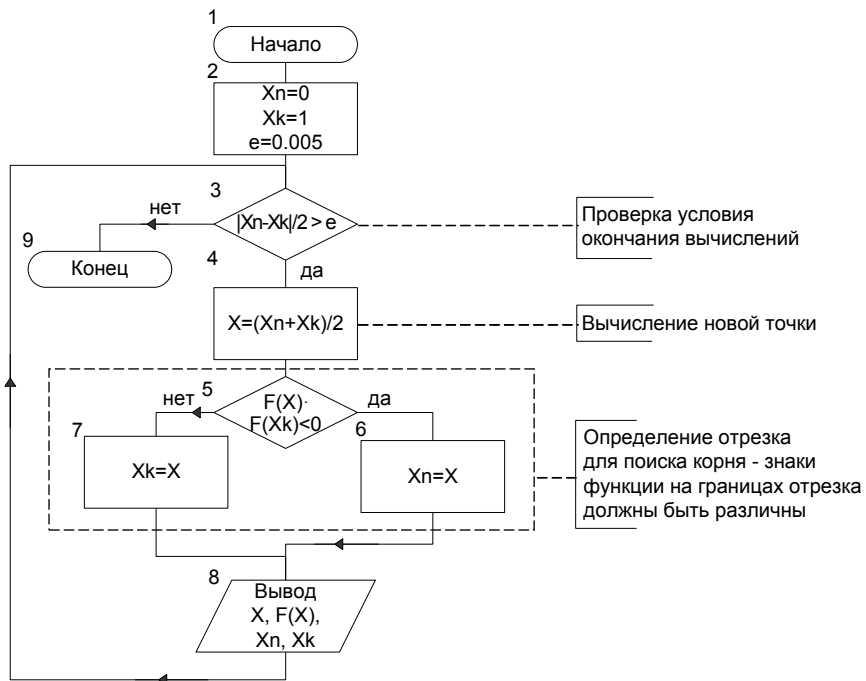 1
Начало
2
Xn=0
Xk=1
e=0.005
3
|Xn-Xk|/2 > e
нет
да
Проверка условия
окончания вычислений
9
Конец
4
X=(Xn+Xk)/2
Вычисление новой точки
5
F(X)·
F(Xk)<0
нет
да
7
Xk=X
6
Xn=X
Определение отрезка
для поиска корня - знаки
функции на границах отрезка
должны быть различны
8
Вывод
X, F(X),
Xn, Xk